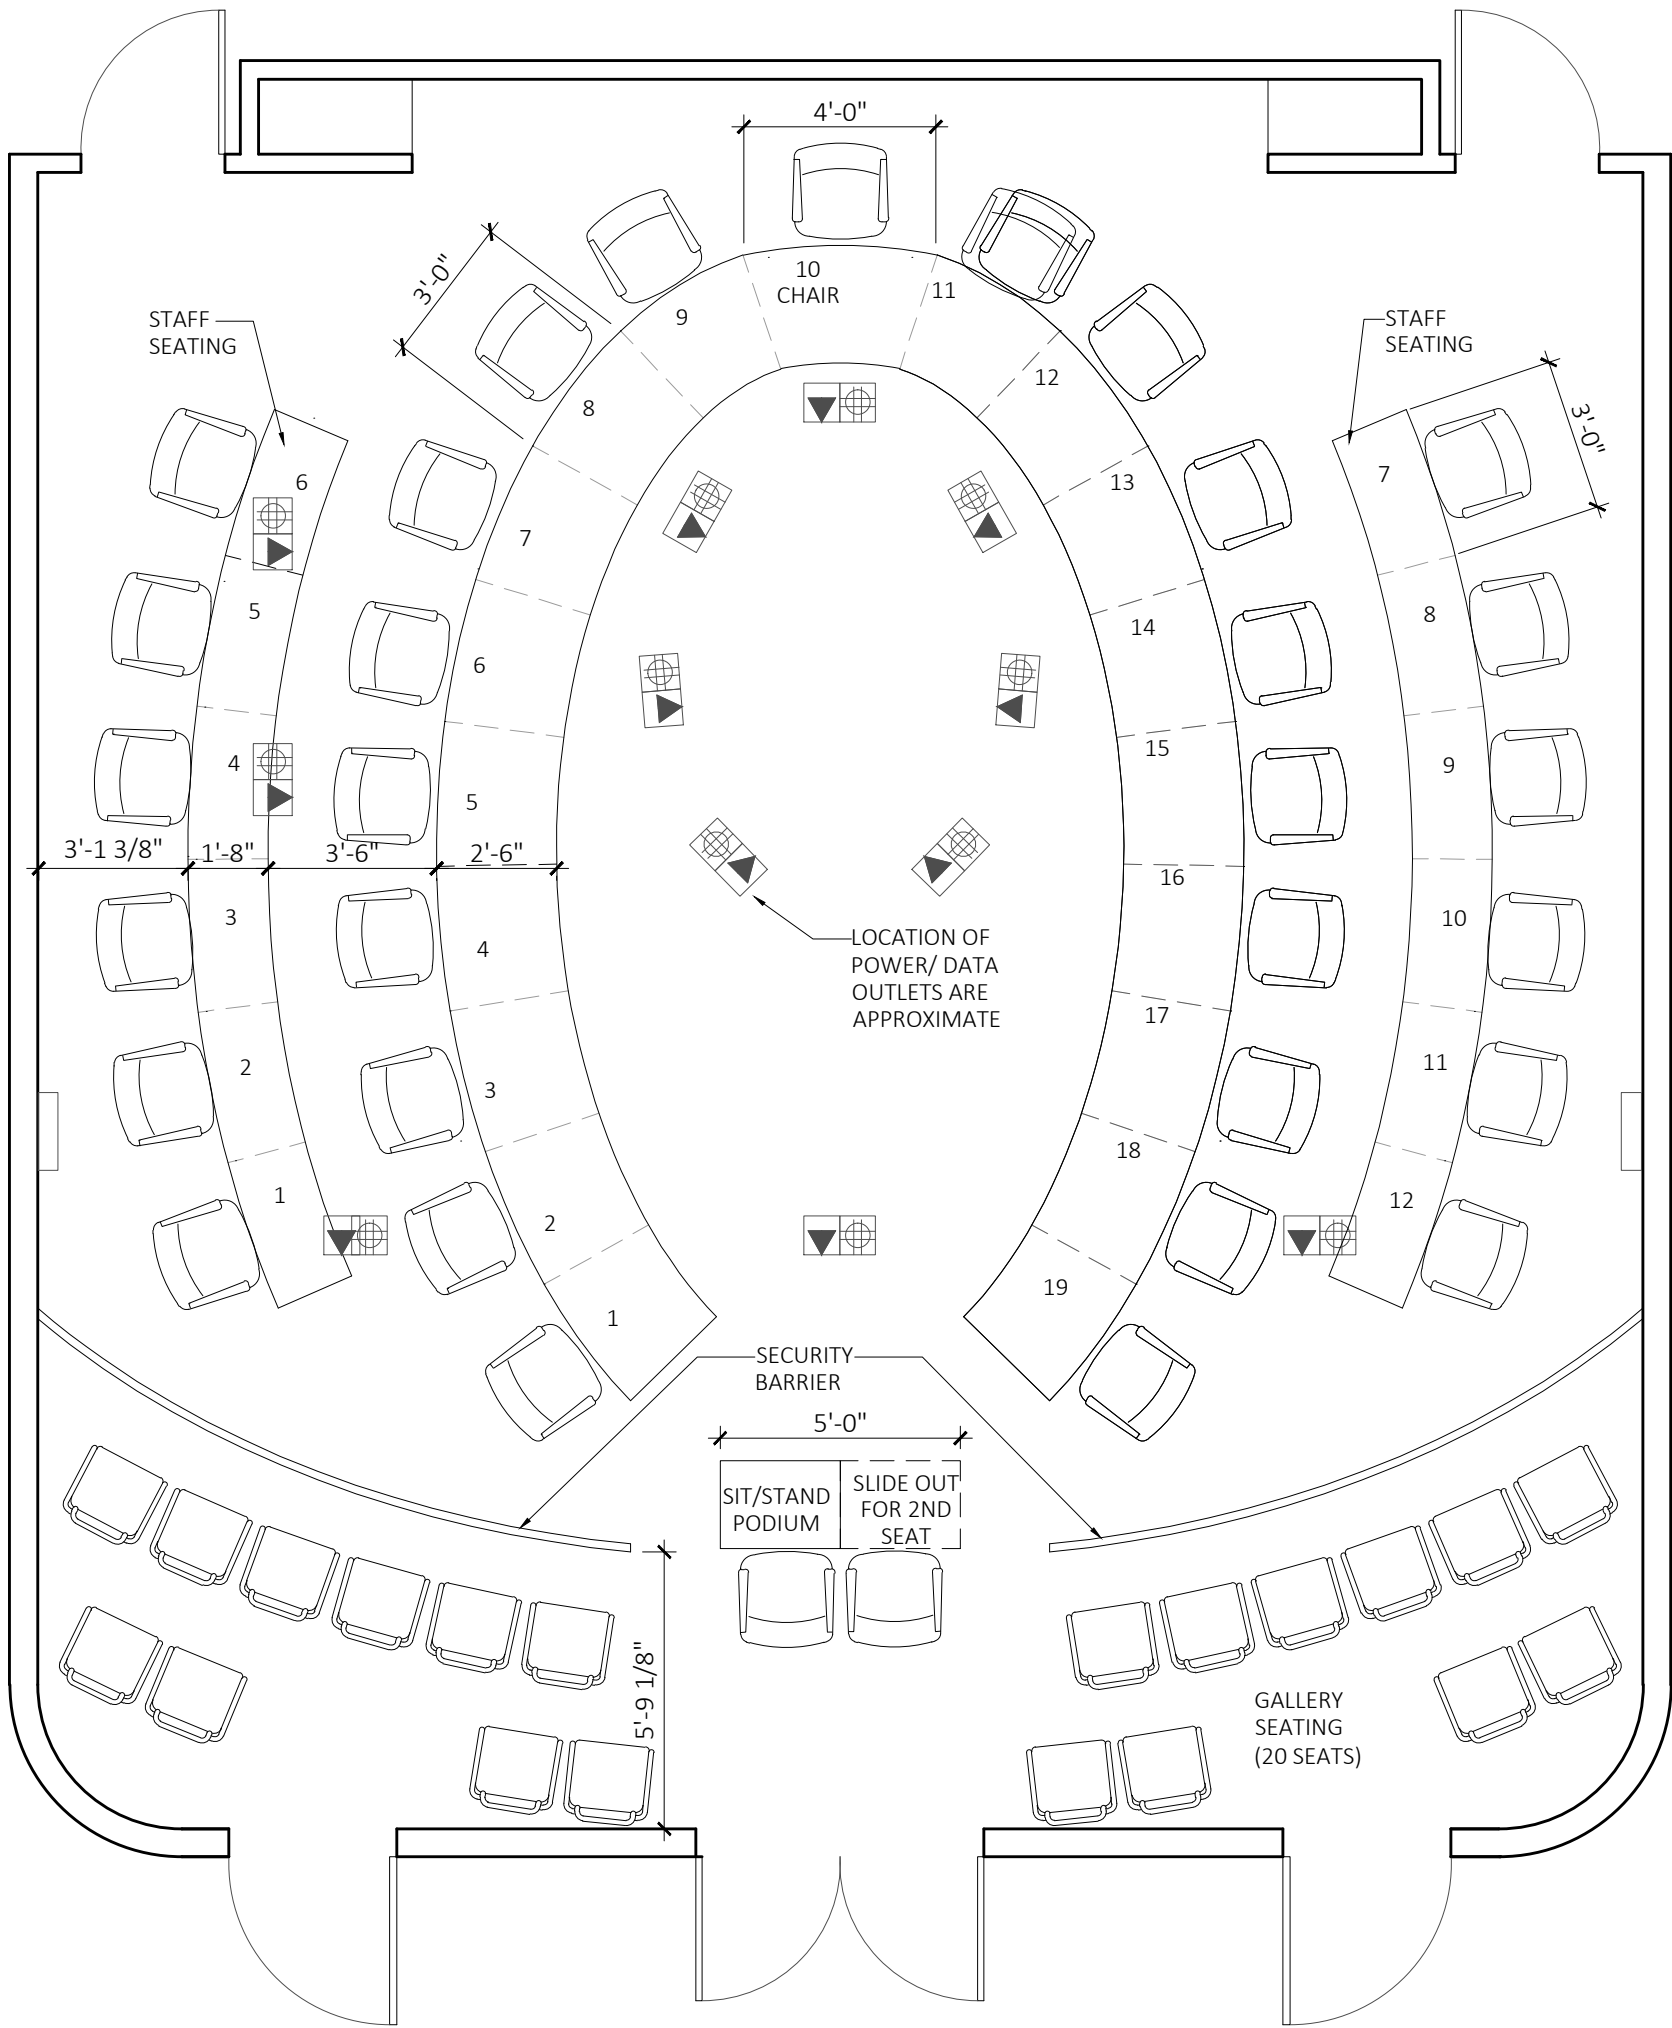 4'-0"
10
CHAIR
11
9
3'-0"
STAFF
SEATING
STAFF
SEATING
12
8
3'-0"
6
7
13
7
5
8
6
14
4
9
5
15
3'-1 3/8"
1'-8"
3'-6"
2'-6"
16
3
10
4
LOCATION OF
POWER/ DATA
OUTLETS ARE
APPROXIMATE
17
2
11
3
18
1
12
2
19
1
SECURITY
BARRIER
5'-0"
SIT/STAND
PODIUM
SLIDE OUT
FOR 2ND
SEAT
5'-9 1/8"
GALLERY
SEATING
(20 SEATS)